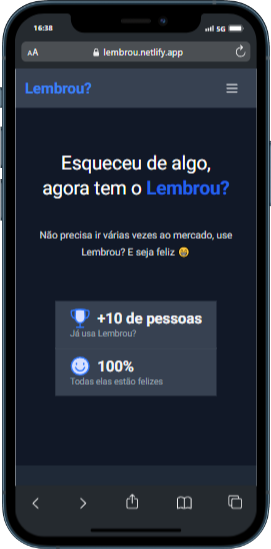 16:38
5G
AA
lembrou.netlify.app
Lembrou?
Esqueceu de algo,
agora tem o Lembrou?
Não precisa ir várias vezes ao mercado, use
Lembrou? E seja feliz 😄
+10 de pessoas
Já usa Lembrou?
100%
Todas elas estão felizes